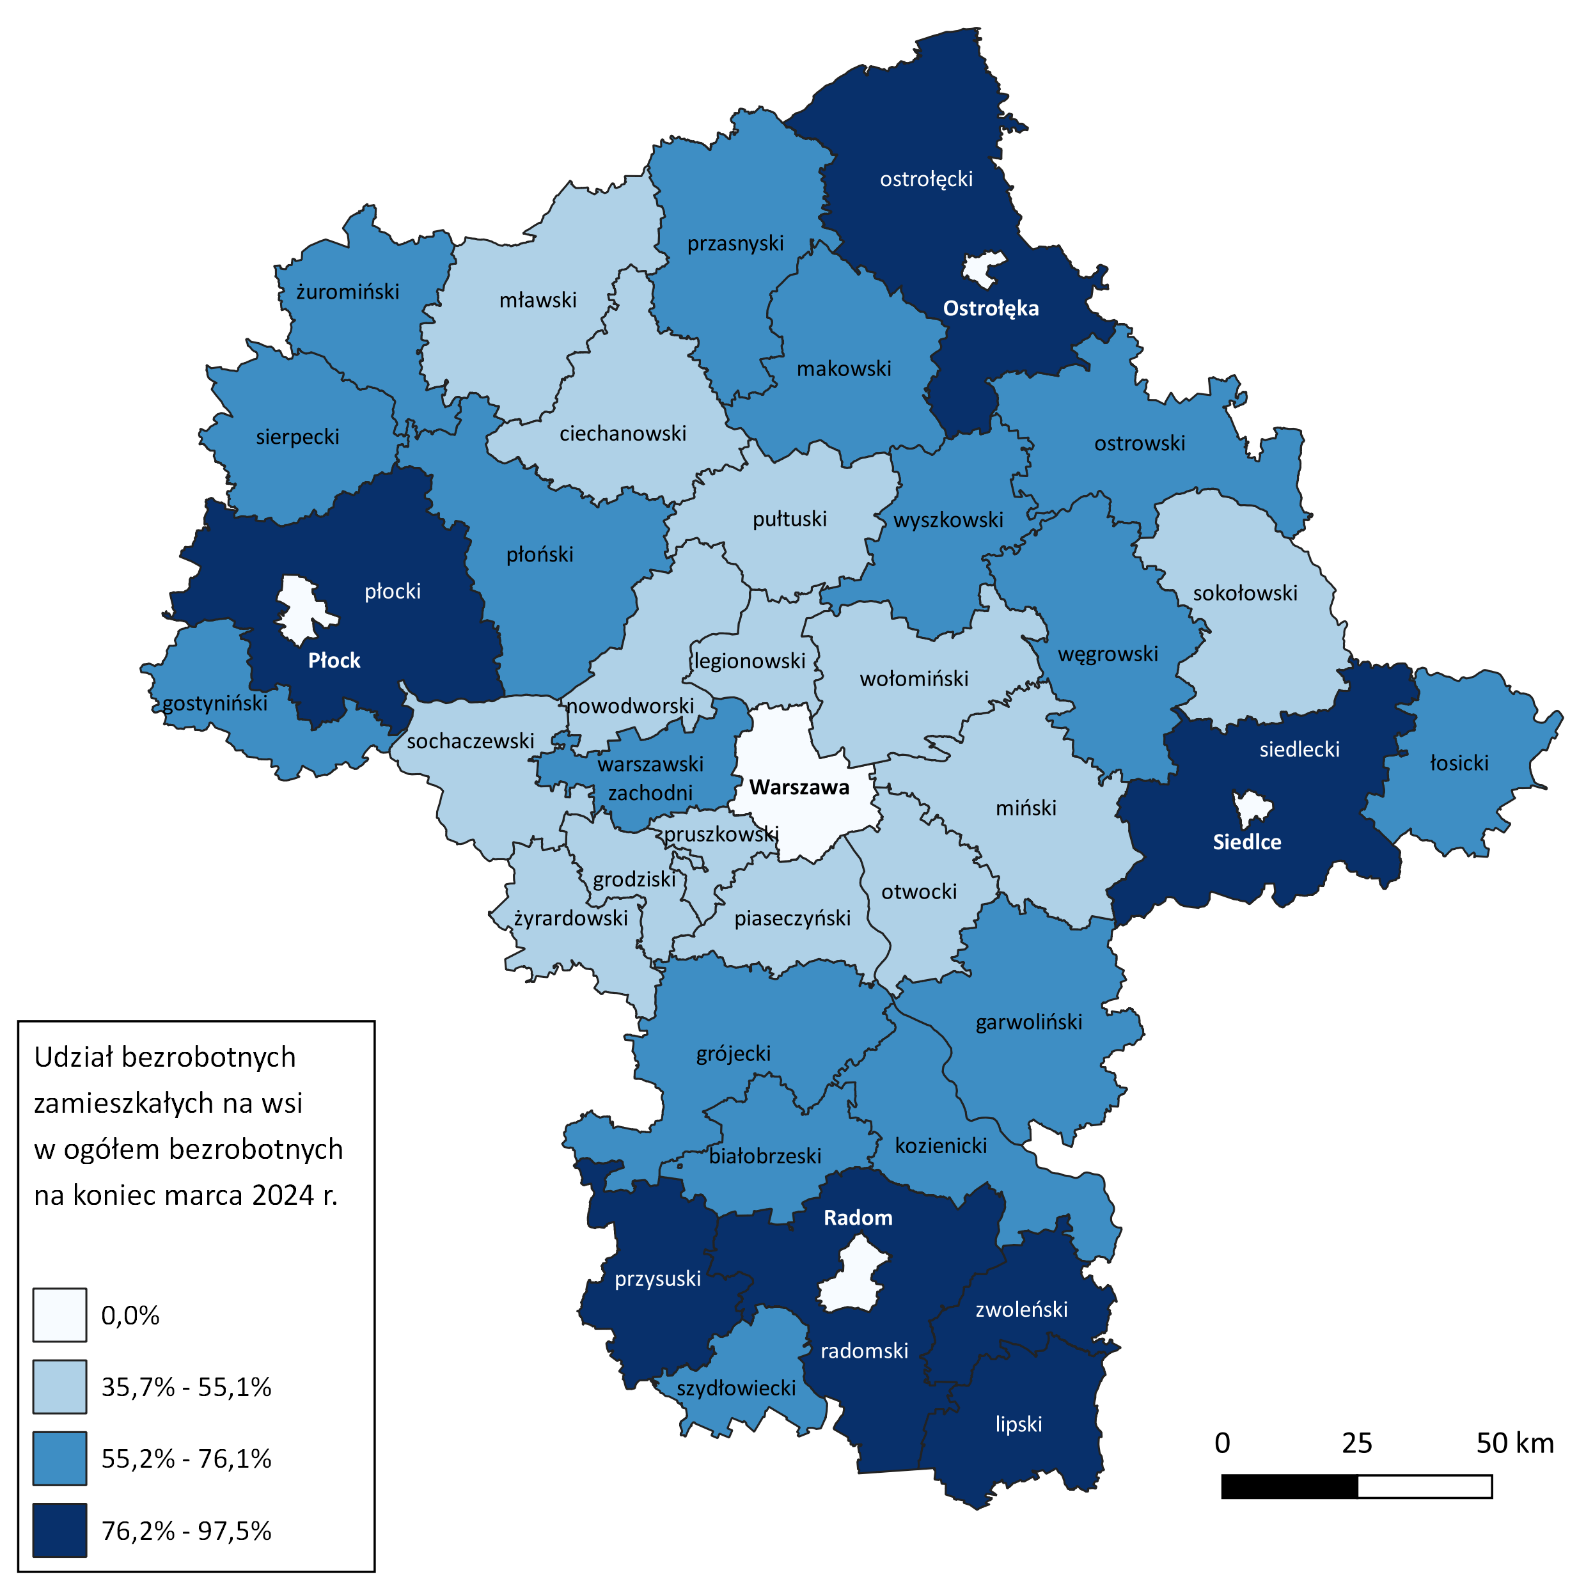 ostrołęcki
przasnyski
żuromiński
mławski
Ostrołęka
makowski
sierpecki
ciechanowski
ostrowski
pułtuski
wyszkowski
płoński
płocki
sokołowski
Płock
legionowski
wołomiński
węgrowski
gostyniński
nowodworski
sochaczewski
siedlecki
warszawski
zachodni
łosicki
Warszawa
miński
pruszkowski
Siedlce
grodziski
otwocki
żyrardowski
piaseczyński
garwoliński
grójecki
białobrzeski
kozienicki
Radom
przysuski
zwoleński
radomski
szydłowiecki
lipski
Udział bezrobotnych
zamieszkałych na wsi
w ogółem bezrobotnych
na koniec marca 2024 r.
0,0%
35,7% - 55,1%
55,2% - 76,1%
76,2% - 97,5%
0 25 50 km